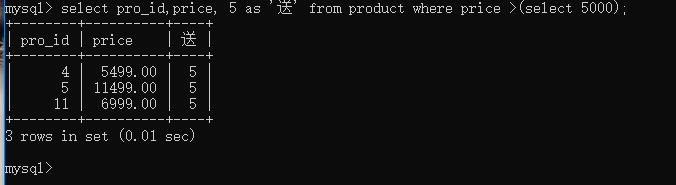 mysql> select pro_id,price, 5 as '送' from product where price >(select 5000);
+--------+----------+----+
| pro_id | price    | 送 |
+--------+----------+----+
|      4 |  5499.00 |  5 |
|      5 | 11499.00 |  5 |
|     11 |  6999.00 |  5 |
+--------+----------+----+
3 rows in set (0.01 sec)
mysql>